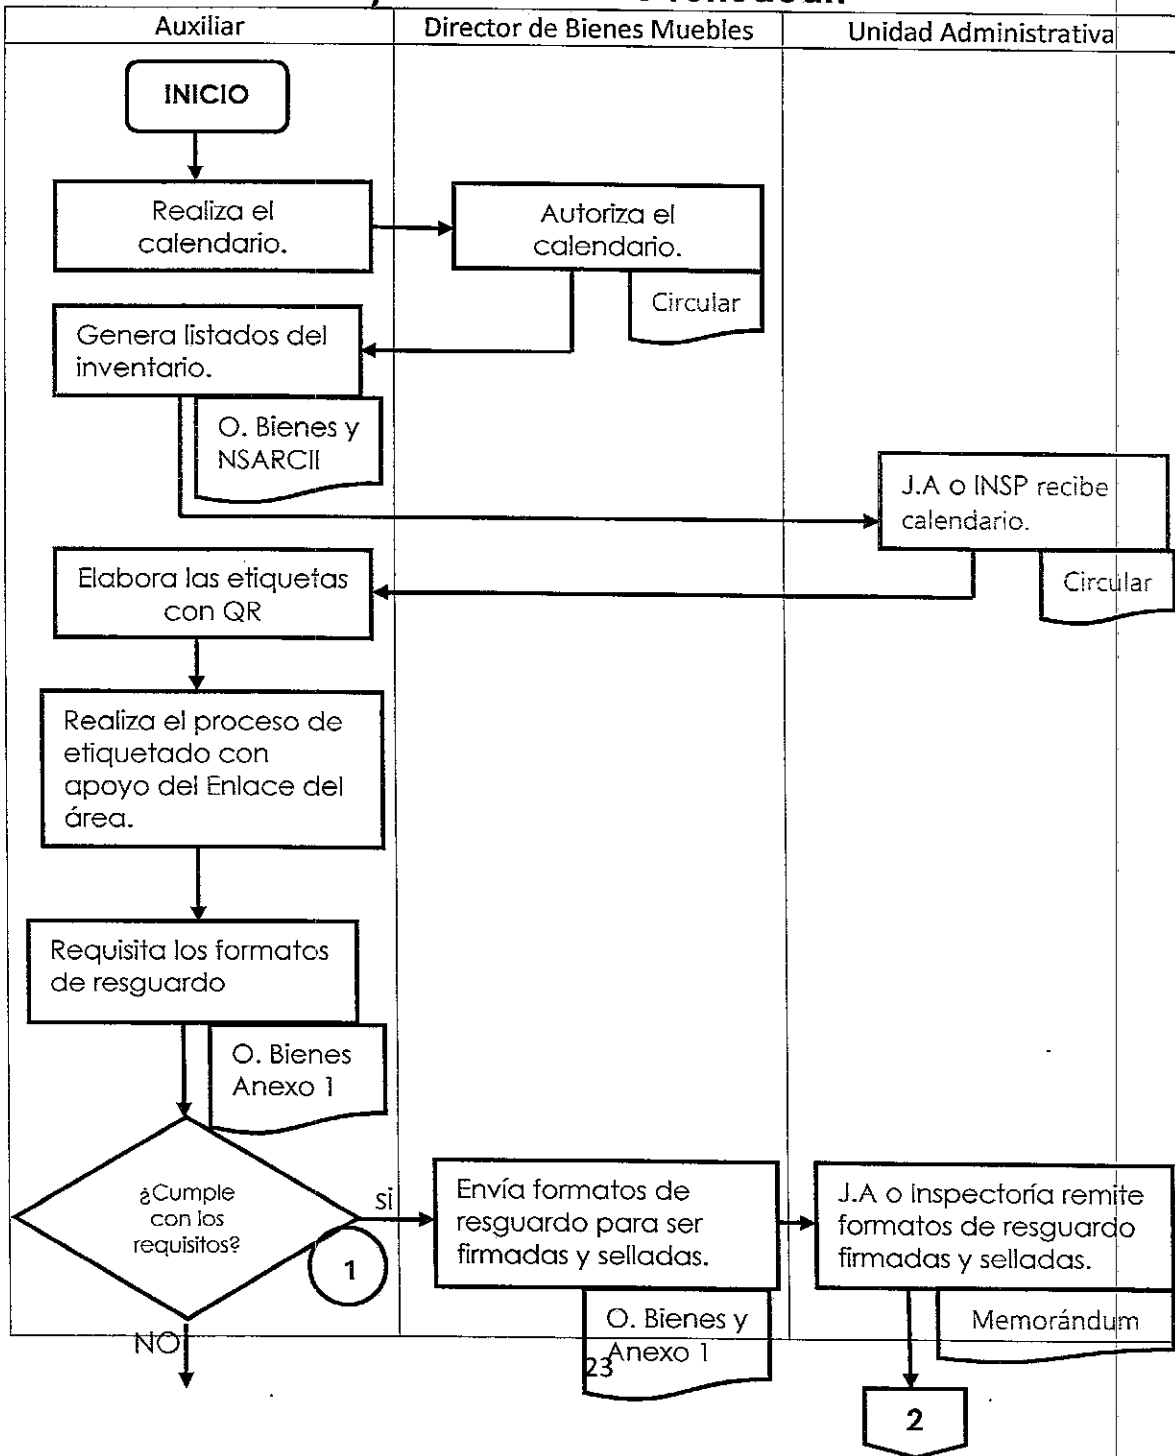 Auxiliar
Director de Bienes Muebles
Unidad Administrativa
INICIO
Realiza el
calendario.
Autoriza el
calendario.
Circular
Genera listados del
inventario.
O. Bienes y
NSARCII
J.A o INSP recibe
calendario.
Circular
Elabora las etiquetas
con QR
Realiza el proceso de
etiquetado con
apoyo del Enlace del
área.
Requisita los formatos
de resguardo
O. Bienes
Anexo 1
¿Cumple
con los
requisitos?
si
1
NO
Envía formatos de
resguardo para ser
firmadas y selladas.
O. Bienes y
Anexo 1
J.A o Inspectoría remite
formatos de resguardo
firmadas y selladas.
Memorándum
2
23